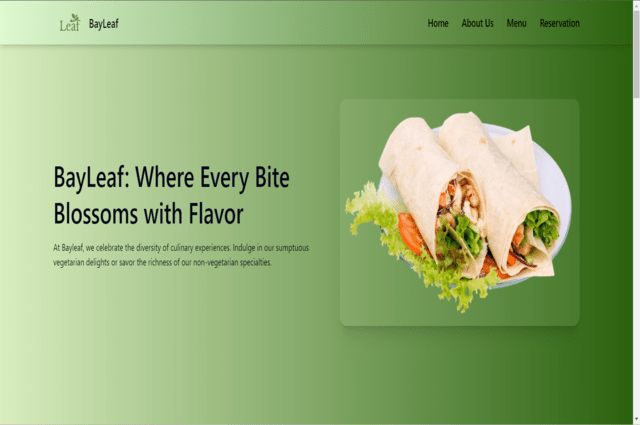 Leaf
BayLeaf
Home About Us Menu Reservation
BayLeaf: Where Every Bite
Blossoms with Flavor
At Bayleaf, we celebrate the diversity of culinary experiences. Indulge in our sumptuous
vegetarian delights or savor the richness of our non-vegetarian specialties.